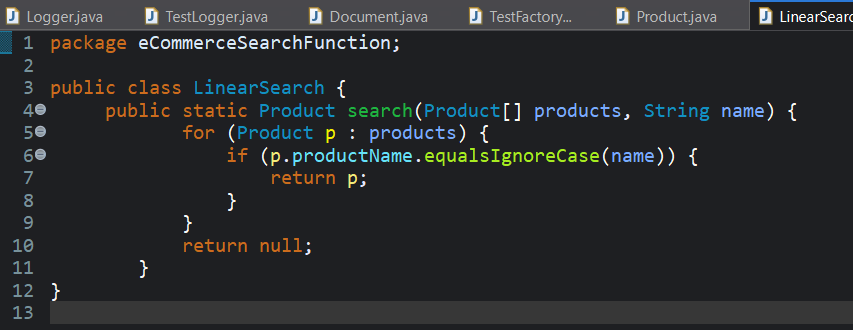 Logger.java TestLogger.java Document.java TestFactory... Product.java LinearSearc
1 package eCommerceSearchFunction;
2
3 public class LinearSearch {
4 public static Product search(Product[] products, String name) {
5 for (Product p : products) {
6 if (p.productName.equalsIgnoreCase(name)) {
7 return p;
8 }
9 }
10 return null;
11 }
12 }
13